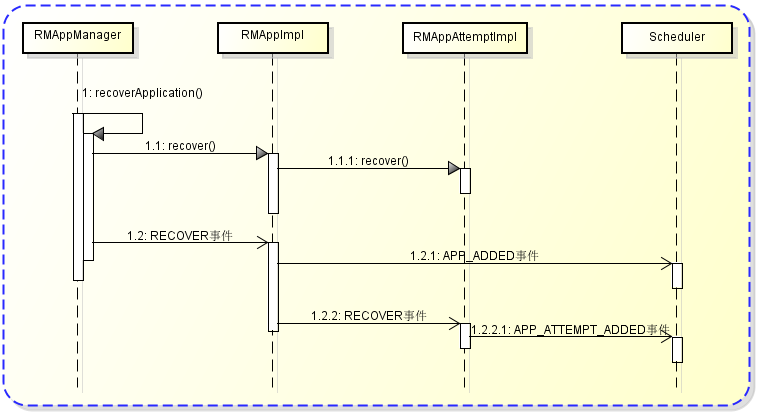 RMAppManager
RMAppImpl
RMAppAttemptImpl
Scheduler
1: recoverApplication()
1.1: recover()
1.1.1: recover()
1.2: RECOVER事件
1.2.1: APP_ADDED事件
1.2.2: RECOVER事件
1.2.2.1: APP_ATTEMPT_ADDED事件